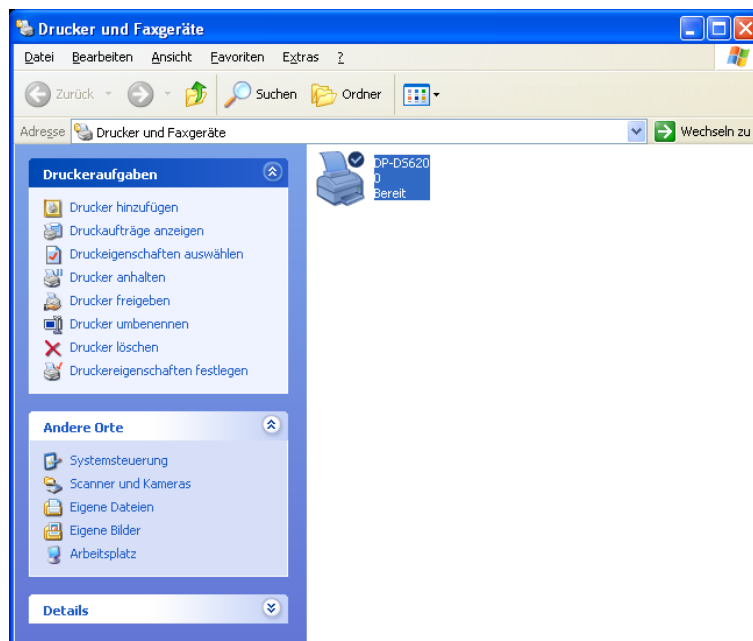 Drucker und Faxgeräte
Datei Bearbeiten Ansicht Favoriten Extras ?
Zurück Suchen Ordner
Adresse Drucker und Faxgeräte Wechseln zu
Druckeraufgaben
Drucker hinzufügen
Druckaufträge anzeigen
Druckeigenschaften auswählen
Drucker anhalten
Drucker freigeben
Drucker umbenennen
Drucker löschen
Druckereigenschaften festlegen
Andere Orte
Systemsteuerung
Scanner und Kameras
Eigene Dateien
Eigene Bilder
Arbeitsplatz
Details
DP-DS620
0
Bereit